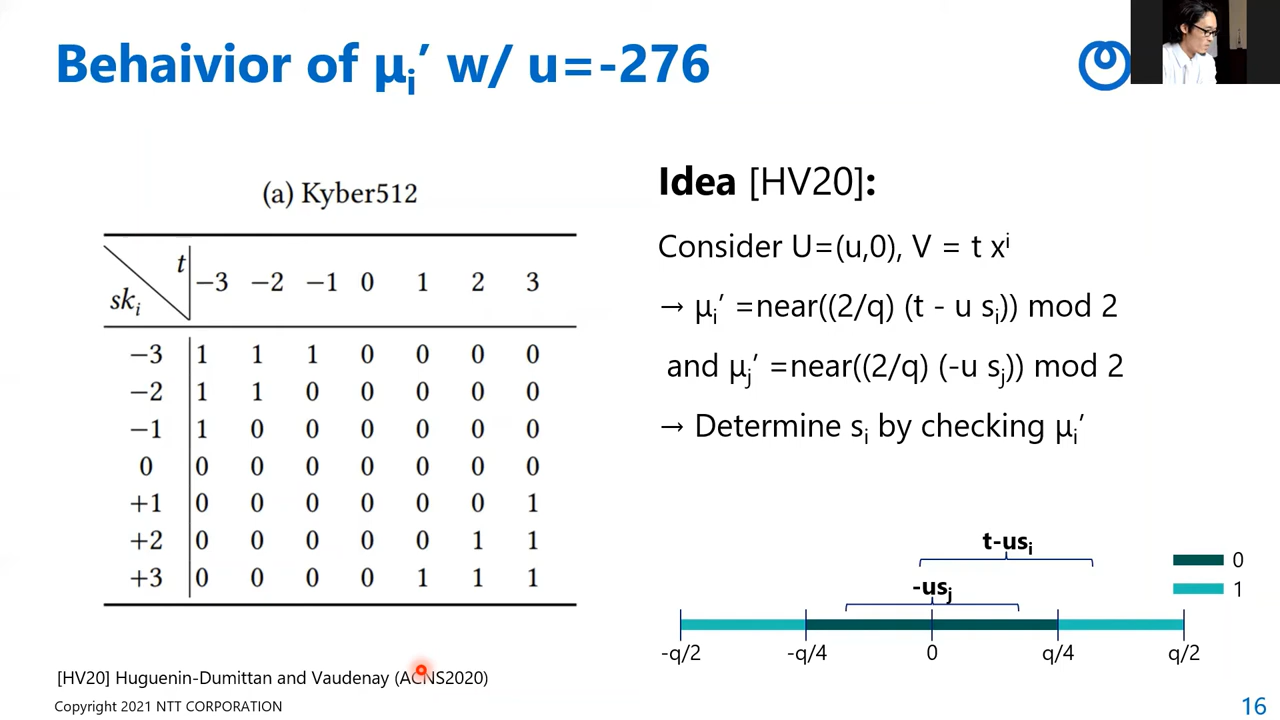 Behaivior of μi’ w/ u=-276
(a) Kyber512
t
ski
−3 −2 −1 0 1 2 3
−3 1 1 1 0 0 0 0
−2 1 1 0 0 0 0 0
−1 1 0 0 0 0 0 0
0 0 0 0 0 0 0 0
+1 0 0 0 0 0 0 1
+2 0 0 0 0 0 1 1
+3 0 0 0 0 1 1 1
Idea [HV20]:
Consider U=(u,0), V = t xⁱ
→ μi’ =near((2/q) (t - u si)) mod 2
and μj’ =near((2/q) (-u sj)) mod 2
→ Determine si by checking μi’
t-usi
-usj
0
1
-q/2 -q/4 0 q/4 q/2
[HV20] Huguenin-Dumittan and Vaudenay (ACNS2020)
Copyright 2021 NTT CORPORATION
16